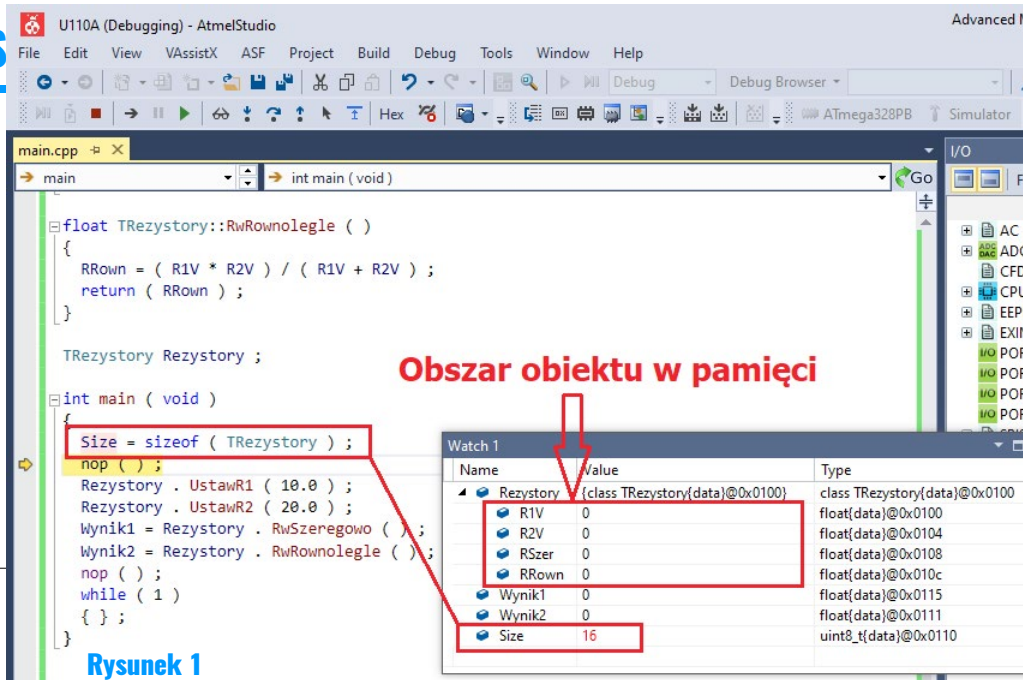 U110A (Debugging) - AtmelStudio
Advanced
File Edit View VAssistX ASF Project Build Debug Tools Window Help
Debug Debug Browser
Hex ATmega328PB Simulator
main.cpp
I/O
main int main ( void ) Go
float TRezystory::RwRownolegle ( )
{
RRown = ( R1V * R2V ) / ( R1V + R2V ) ;
return ( RRown ) ;
}
TRezystory Rezystory ;
Obszar obiektu w pamięci
int main ( void )
{
Size = sizeof ( TRezystory ) ;
nop ( ) ;
Rezystory . UstawR1 ( 10.0 ) ;
Rezystory . UstawR2 ( 20.0 ) ;
Wynik1 = Rezystory . RwSzeregowo ( ) ;
Wynik2 = Rezystory . RwRownolegle ( ) ;
nop ( ) ;
while ( 1 )
{ } ;
}
Watch 1
Name Value Type
Rezystory {class TRezystory{data}@0x0100} class TRezystory{data}@0x0100
R1V 0 float{data}@0x0100
R2V 0 float{data}@0x0104
RSzer 0 float{data}@0x0108
RRown 0 float{data}@0x010c
Wynik1 0 float{data}@0x0115
Wynik2 0 float{data}@0x0111
Size 16 uint8_t{data}@0x0110
AC
ADC
CFD
CPU
EEP
EXIN
POR
POR
POR
POR
Rysunek 1